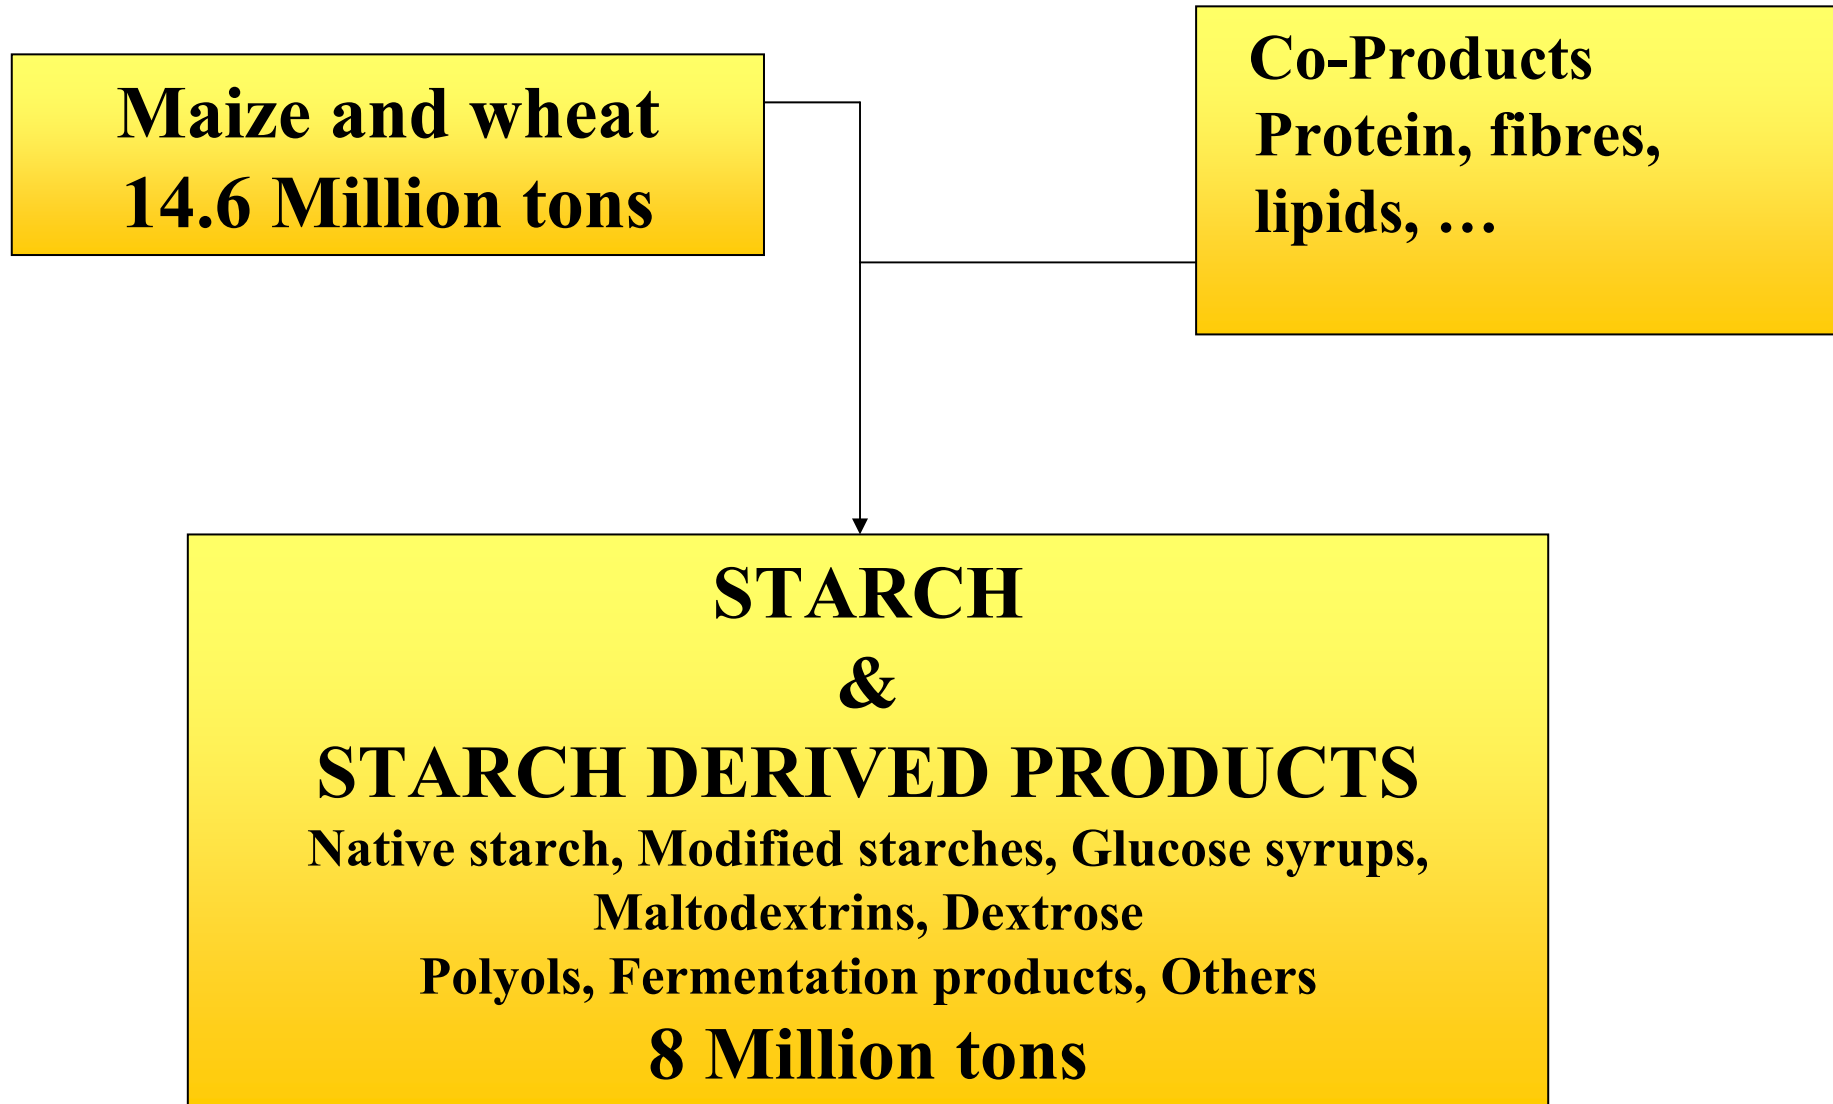 Maize and wheat
14.6 Million tons
Co-Products
Protein, fibres,
lipids, …
STARCH
&
STARCH DERIVED PRODUCTS
Native starch, Modified starches, Glucose syrups,
Maltodextrins, Dextrose
Polyols, Fermentation products, Others
8 Million tons